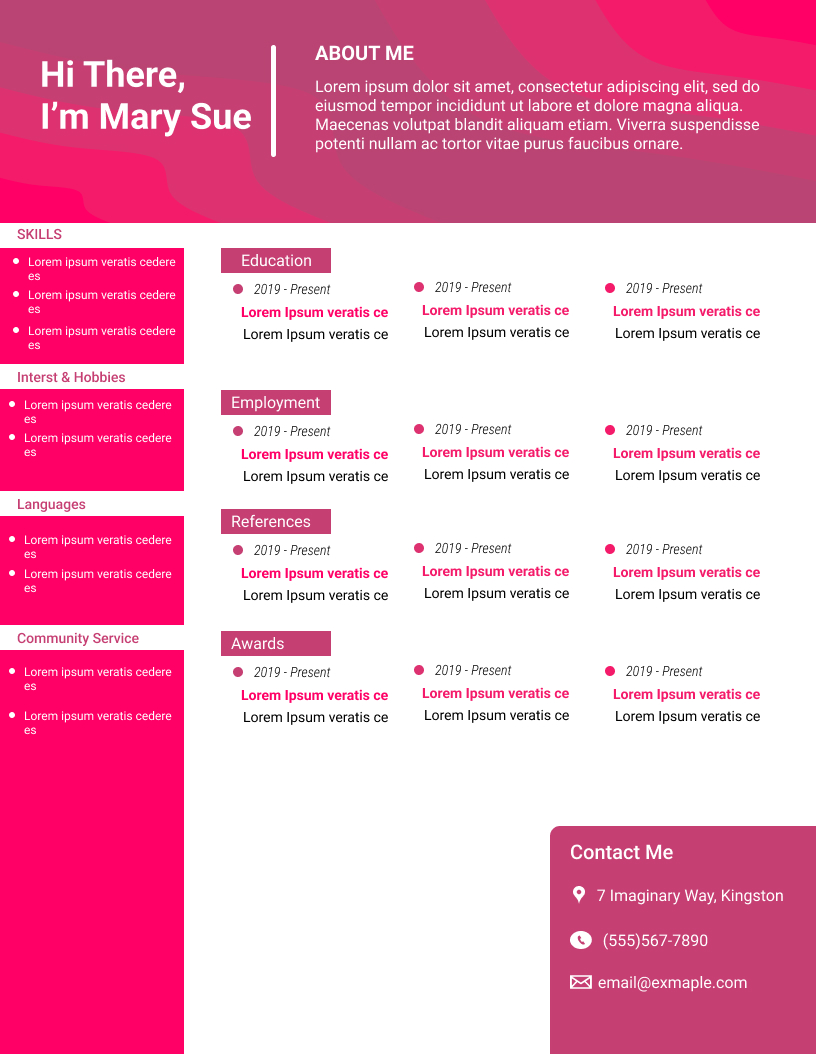 Hi There,
I'm Mary Sue
ABOUT ME
Lorem ipsum dolor sit amet, consectetur adipiscing elit, sed do
eiusmod tempor incididunt ut labore et dolore magna aliqua.
Maecenas volutpat blandit aliquam etiam. Viverra suspendisse
potenti nullam ac tortor vitae purus faucibus ornare.
SKILLS
Lorem ipsum veratis cedere
es
Lorem ipsum veratis cedere
es
Lorem ipsum veratis cedere
es
Interst & Hobbies
Lorem ipsum veratis cedere
es
Lorem ipsum veratis cedere
es
Languages
Lorem ipsum veratis cedere
es
Lorem ipsum veratis cedere
es
Community Service
Lorem ipsum veratis cedere
es
Lorem ipsum veratis cedere
es
Education
2019 - Present
Lorem Ipsum veratis ce
Lorem Ipsum veratis ce
2019 - Present
Lorem Ipsum veratis ce
Lorem Ipsum veratis ce
2019 - Present
Lorem Ipsum veratis ce
Lorem Ipsum veratis ce
Employment
2019 - Present
Lorem Ipsum veratis ce
Lorem Ipsum veratis ce
2019 - Present
Lorem Ipsum veratis ce
Lorem Ipsum veratis ce
2019 - Present
Lorem Ipsum veratis ce
Lorem Ipsum veratis ce
References
2019 - Present
Lorem Ipsum veratis ce
Lorem Ipsum veratis ce
2019 - Present
Lorem Ipsum veratis ce
Lorem Ipsum veratis ce
2019 - Present
Lorem Ipsum veratis ce
Lorem Ipsum veratis ce
Awards
2019 - Present
Lorem Ipsum veratis ce
Lorem Ipsum veratis ce
2019 - Present
Lorem Ipsum veratis ce
Lorem Ipsum veratis ce
2019 - Present
Lorem Ipsum veratis ce
Lorem Ipsum veratis ce
Contact Me
7 Imaginary Way, Kingston
(555)567-7890
email@exmaple.com